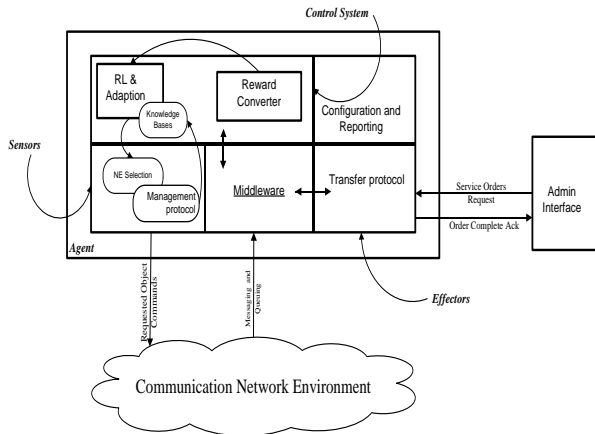 Control System
RL &
Adaption
Reward
Converter
Configuration and
Reporting
Knowledge
Bases
Sensors
NE Selection
Management
protocol
Middleware
Transfer protocol
Service Orders
Request
Order Complete Ack
Admin
Interface
Agent
Requested Object
Commands
Messaging and
Queuing
Effectors
Communication Network Environment